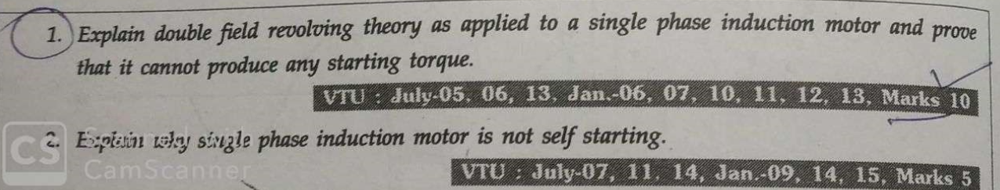 1. Explain double field revolving theory as applied to a single phase induction motor and prove
that it cannot produce any starting torque.
VTU : July-05, 06, 13, Jan.-06, 07, 10, 11, 12, 13, Marks 10
2. Explain why single phase induction motor is not self starting.
CS CamScanner
VTU : July-07, 11, 14, Jan.-09, 14, 15, Marks 5